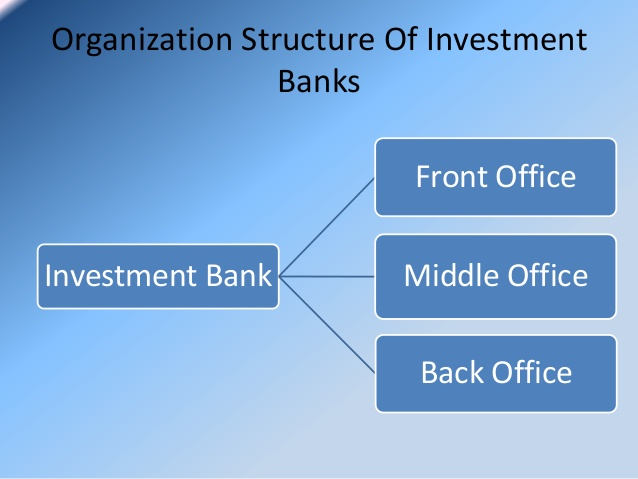 Organization Structure Of Investment
Banks
Front Office
Investment Bank
Middle Office
Back Office